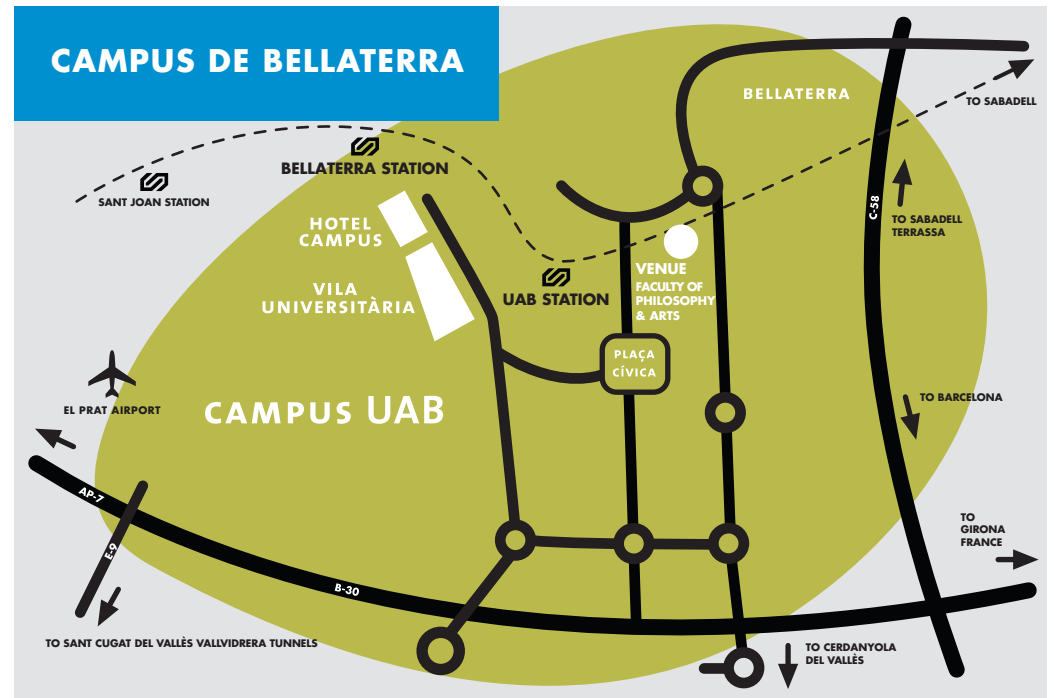 CAMPUS DE BELLATERRA
BELLATERRA
TO SABADELL
BELLATERRA STATION
SANT JOAN STATION
C-58
TO SABADELL
TERRASSA
HOTEL
CAMPUS
VENUE
FACULTY OF
PHILOSOPHY
& ARTS
VILA
UNIVERSITÀRIA
UAB STATION
PLAÇA
CÍVICA
EL PRAT AIRPORT
CAMPUS UAB
TO BARCELONA
AP-7
E-9
TO
GIRONA
FRANCE
B-30
TO SANT CUGAT DEL VALLÈS VALLVIDRERA TUNNELS
TO CERDANYOLA
DEL VALLÈS